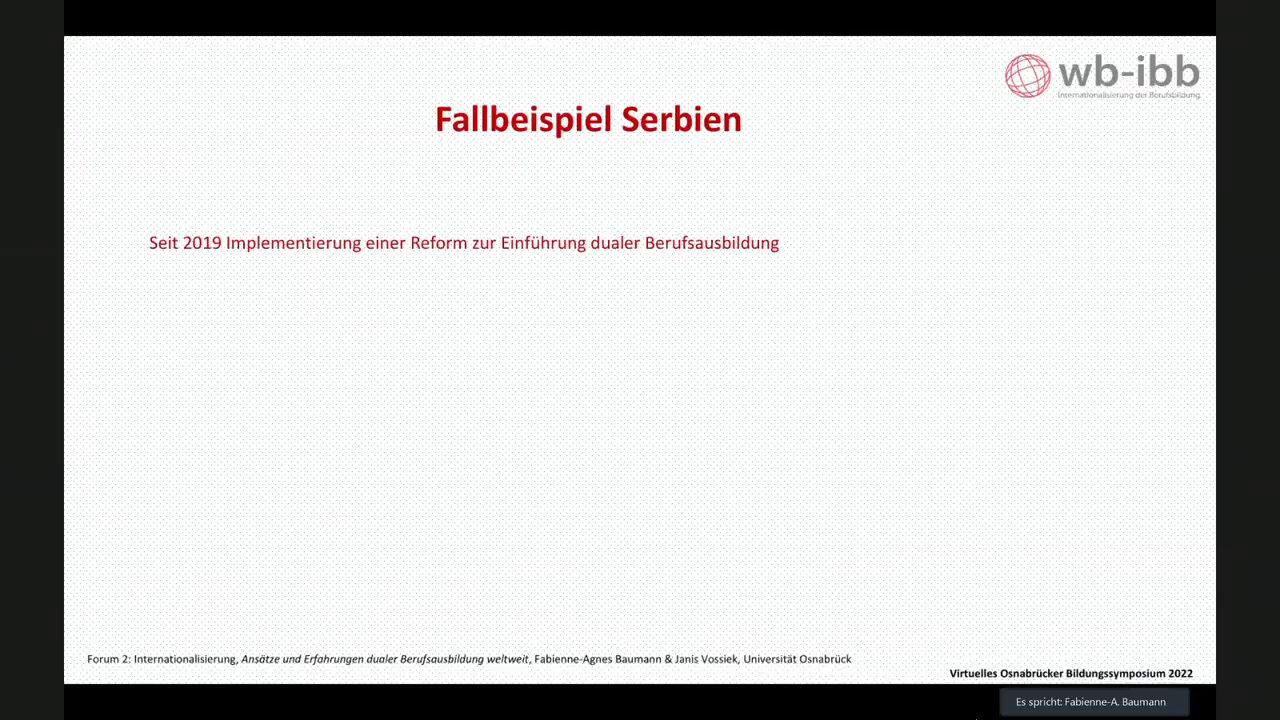 wb-ibb
Internationalisierung der Berufsbildung
Fallbeispiel Serbien
Seit 2019 Implementierung einer Reform zur Einführung dualer Berufsausbildung
Forum 2: Internationalisierung, Ansätze und Erfahrungen dualer Berufsausbildung weltweit, Fabienne-Agnes Baumann & Janis Vossiek, Universität Osnabrück
Virtuelles Osnabrücker Bildungssymposium 2022
Es spricht: Fabienne-A. Baumann